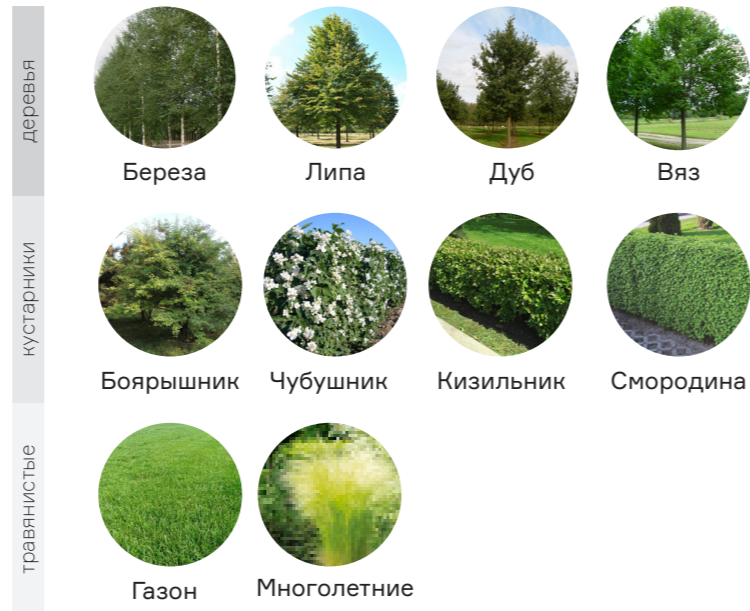 деревья
Береза
Липа
Дуб
Вяз
кустарники
Боярышник
Чубушник
Кизильник
Смородина
травянистые
Газон
Многолетние